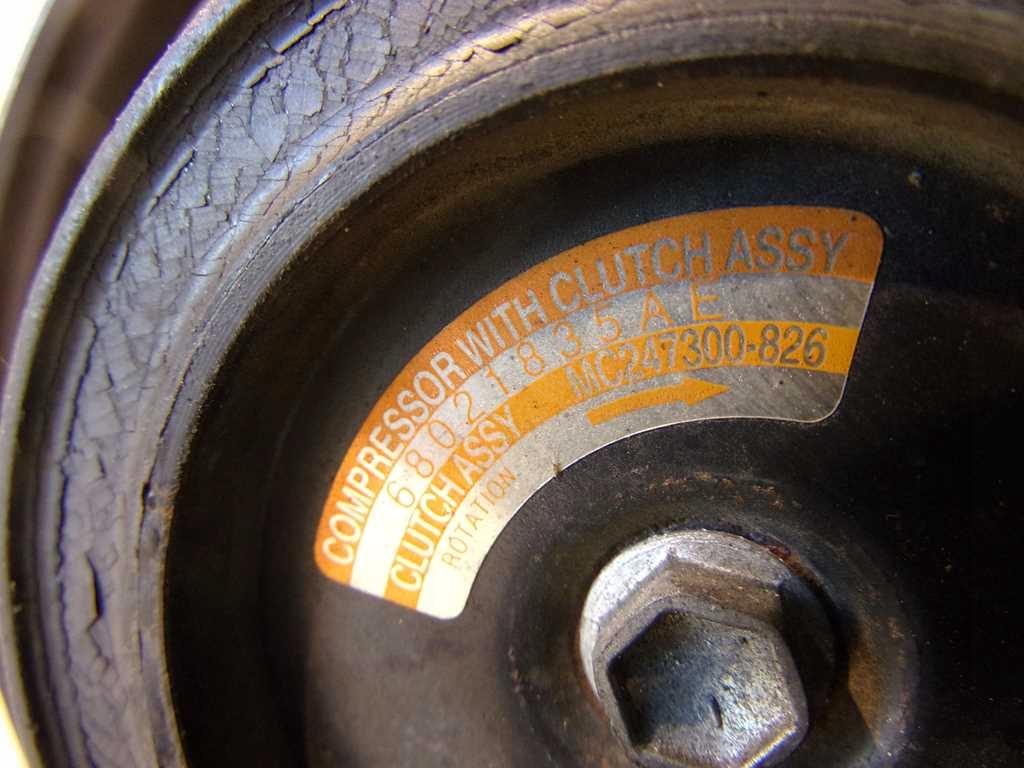 COMPRESSOR WITH CLUTCH ASSY
68021835AE
CLUTCH ASSY MC247300-826
ROTATION